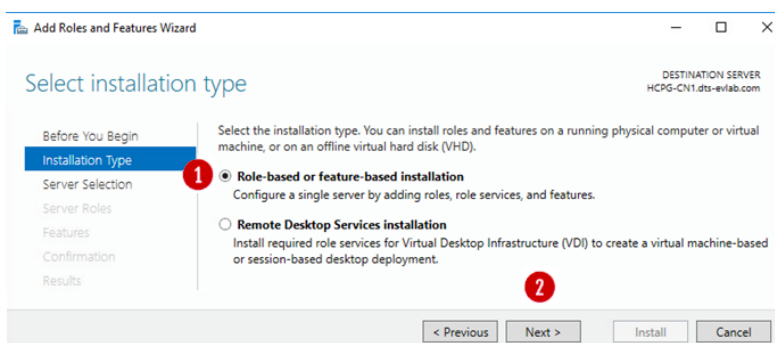 Add Roles and Features Wizard
Select installation type
DESTINATION SERVER
HCPG-CN1.dts-evlab.com
Before You Begin
Installation Type
Server Selection
Server Roles
Features
Confirmation
Results
Select the installation type. You can install roles and features on a running physical computer or virtual
machine, or on an offline virtual hard disk (VHD).
1
Role-based or feature-based installation
Configure a single server by adding roles, role services, and features.
Remote Desktop Services installation
Install required role services for Virtual Desktop Infrastructure (VDI) to create a virtual machine-based
or session-based desktop deployment.
2
< Previous
Next >
Install
Cancel